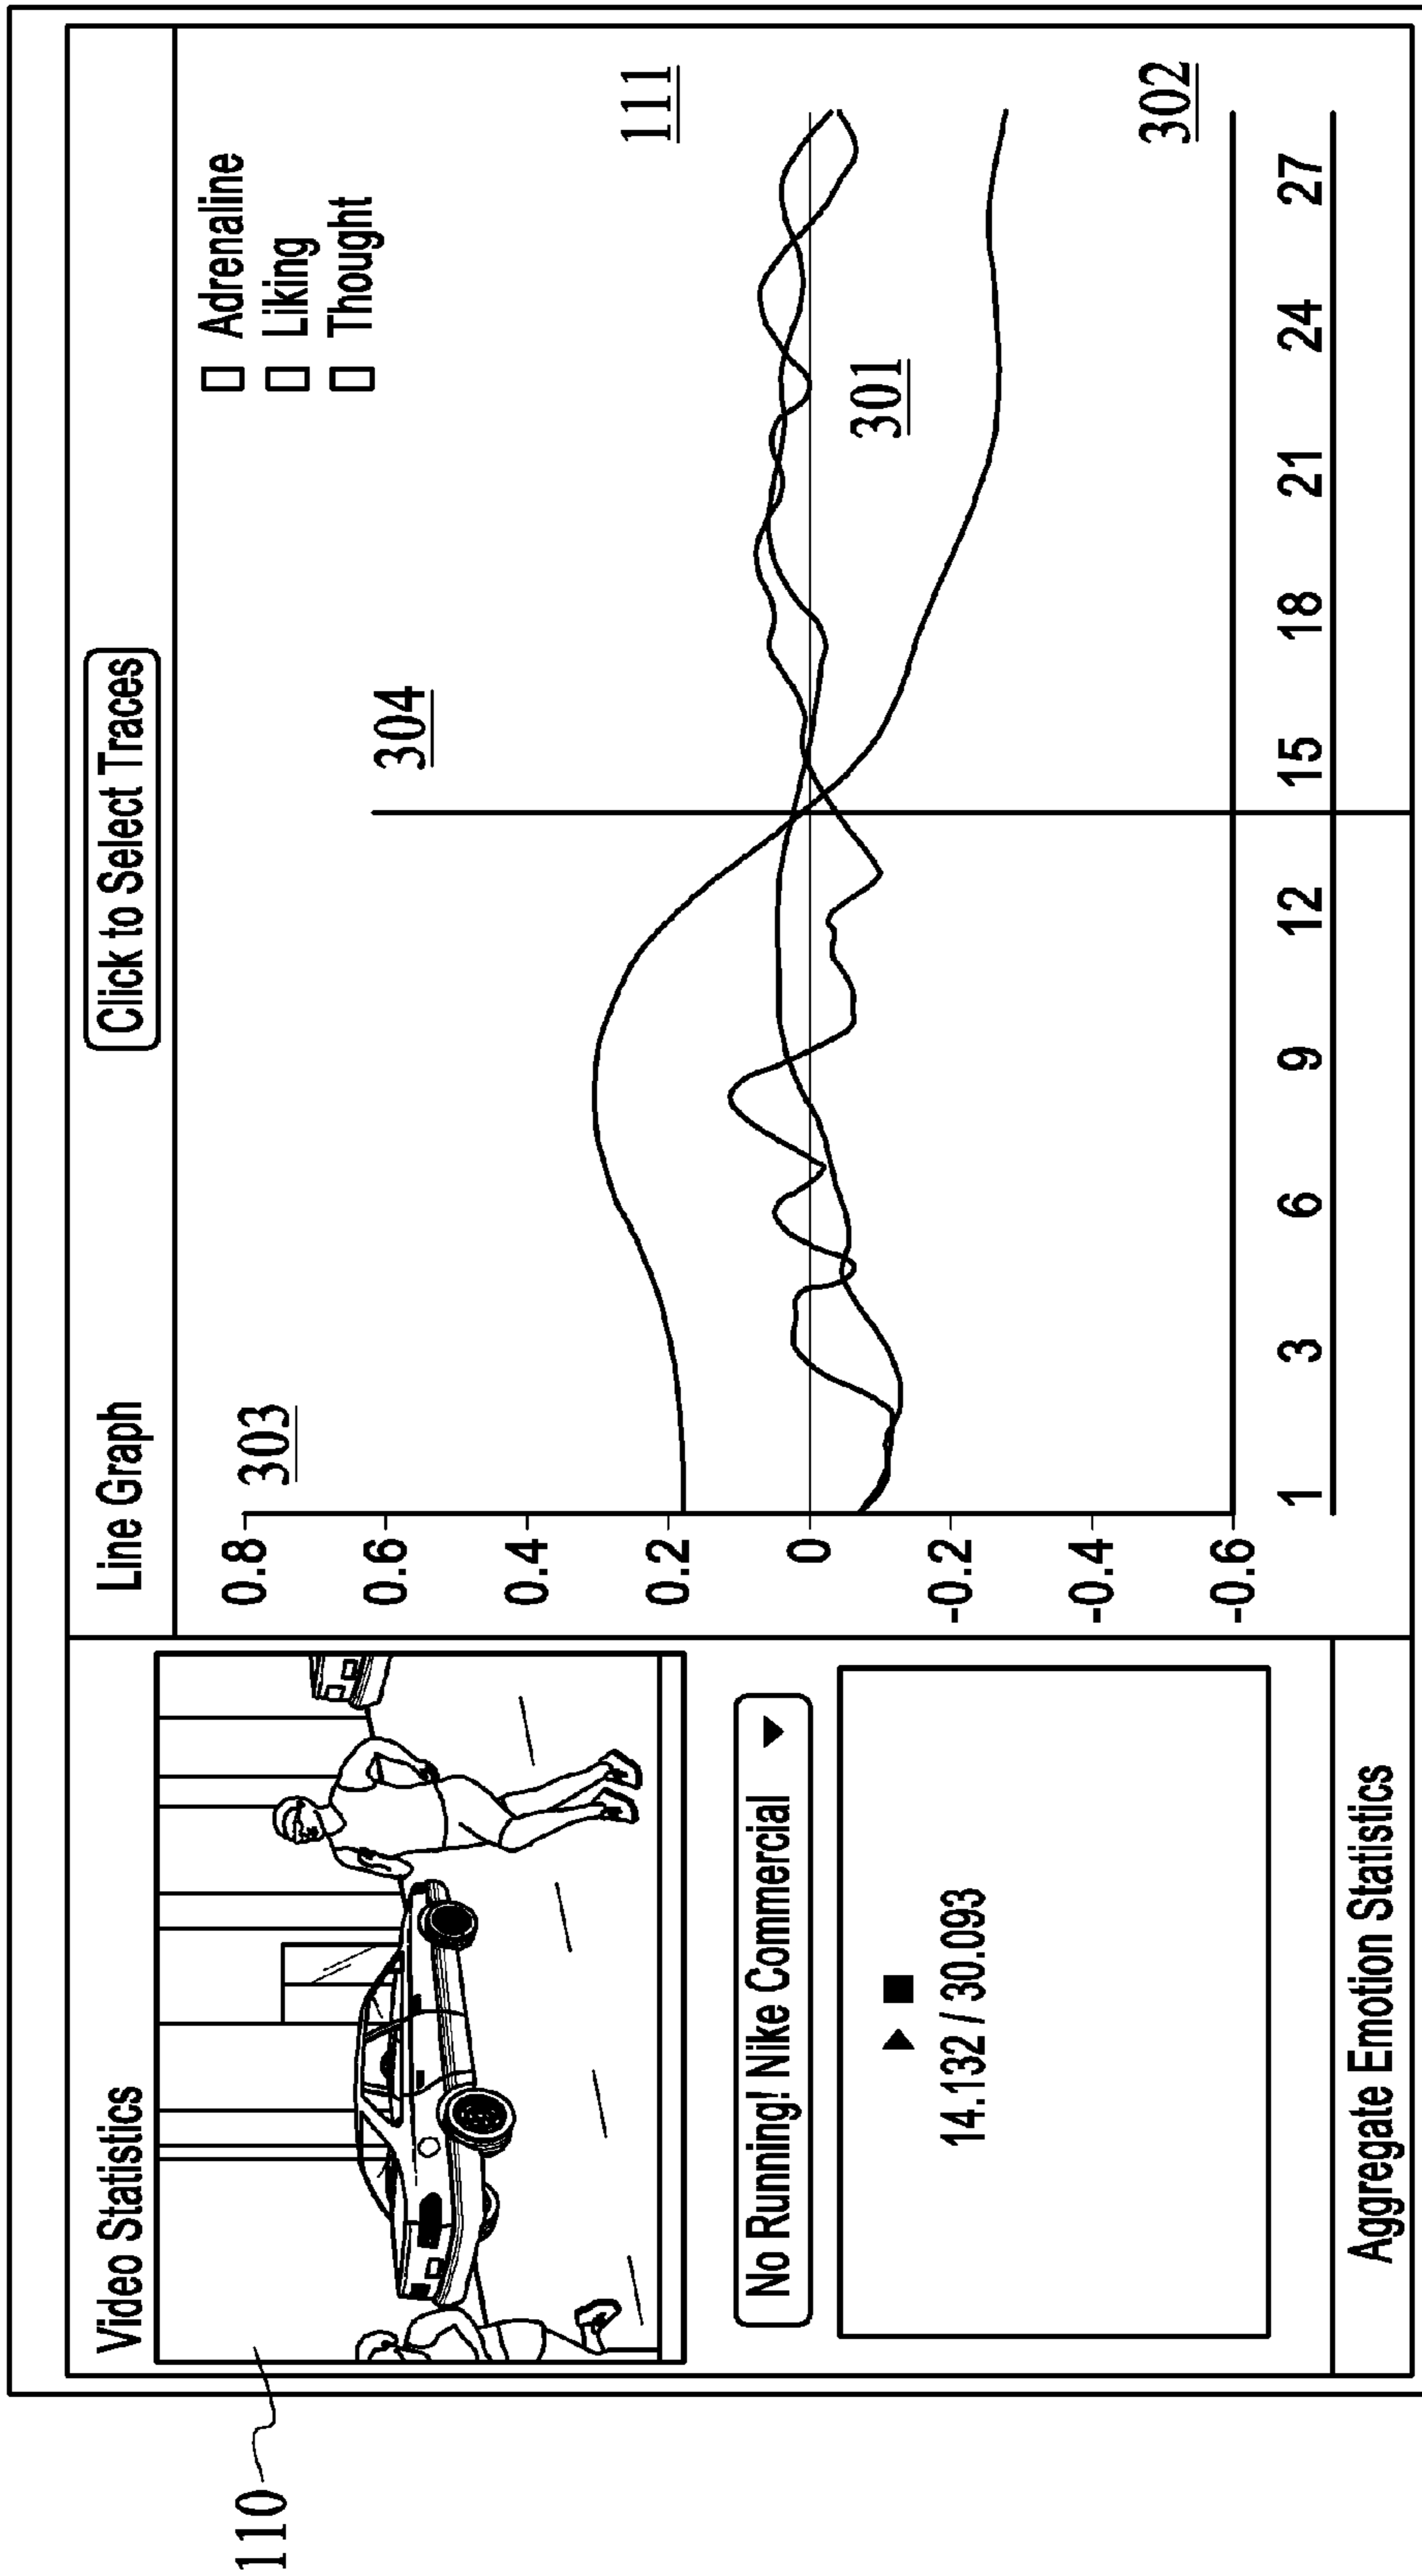 110
Video Statistics
No Running! Nike Commercial
14.132 / 30.093
Line Graph
Click to Select Traces
303
304
Adrenaline
Liking
Thought
111
301
302
0.8
0.6
0.4
0.2
0
-0.2
-0.4
-0.6
1 3 6 9 12 15 18 21 24 27
Aggregate Emotion Statistics